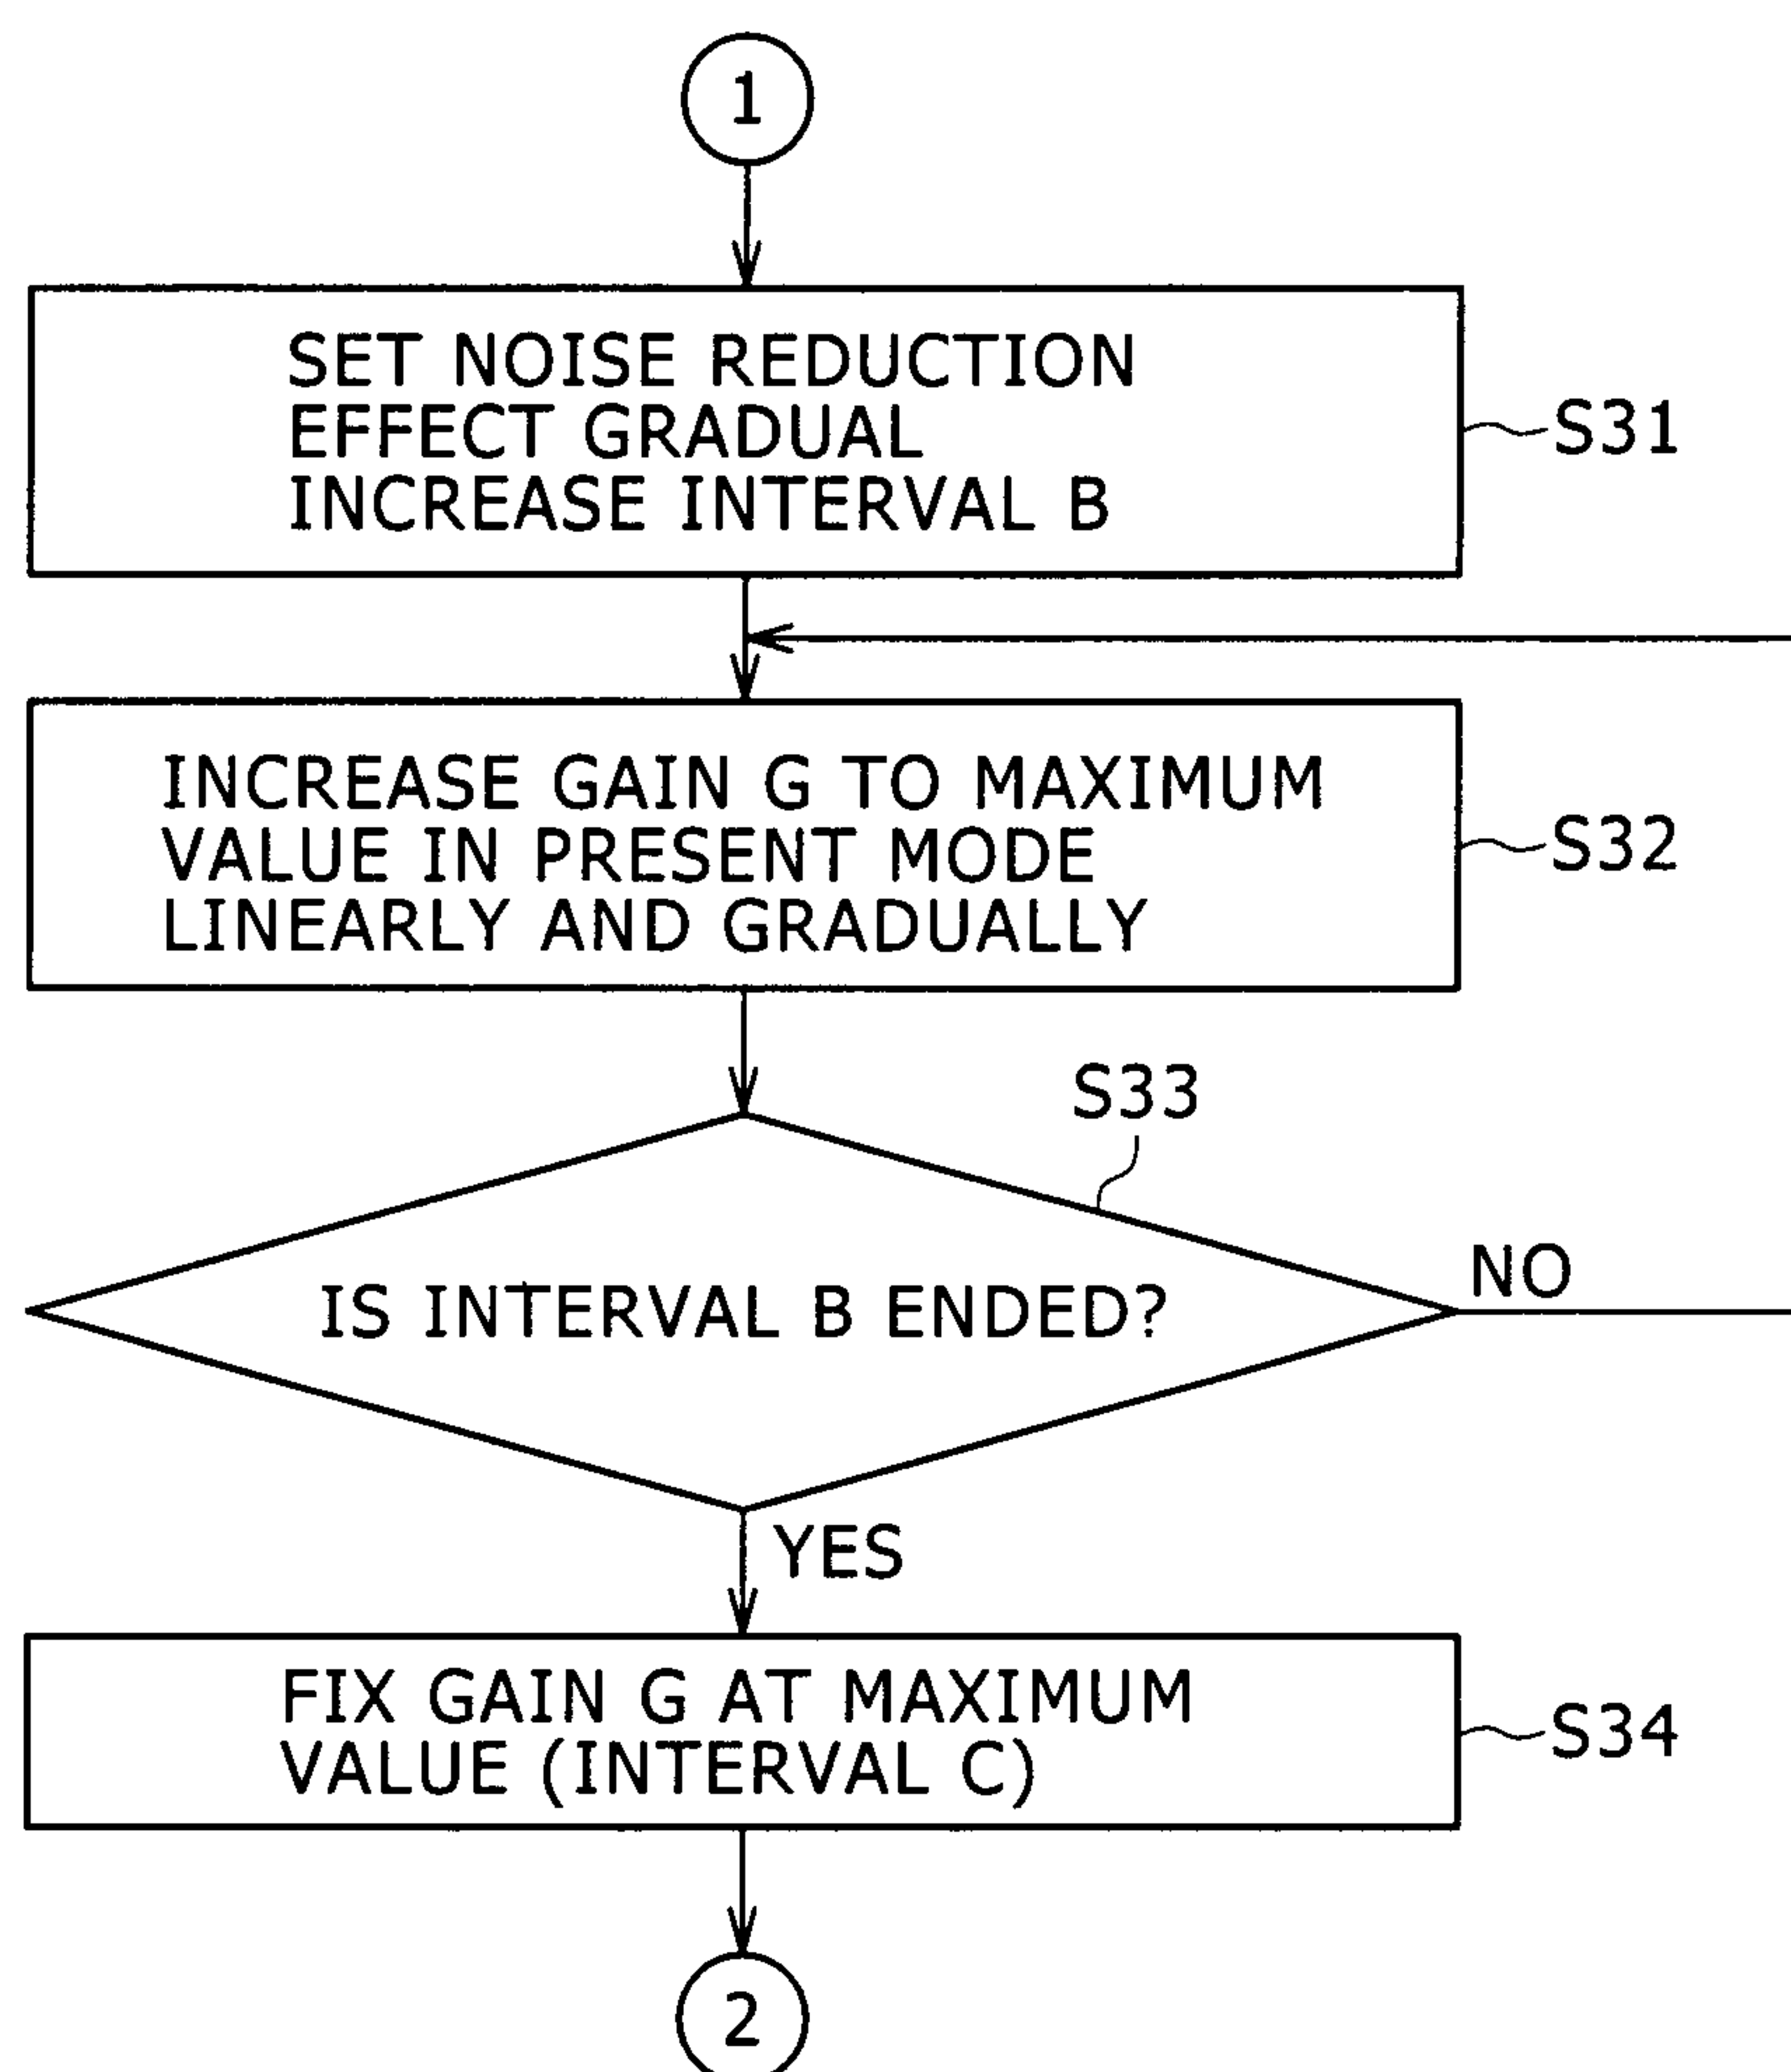 1
SET NOISE REDUCTION
EFFECT GRADUAL
INCREASE INTERVAL B
S31
INCREASE GAIN G TO MAXIMUM
VALUE IN PRESENT MODE
LINEARLY AND GRADUALLY
S32
S33
IS INTERVAL B ENDED?
NO
YES
FIX GAIN G AT MAXIMUM
VALUE (INTERVAL C)
S34
2